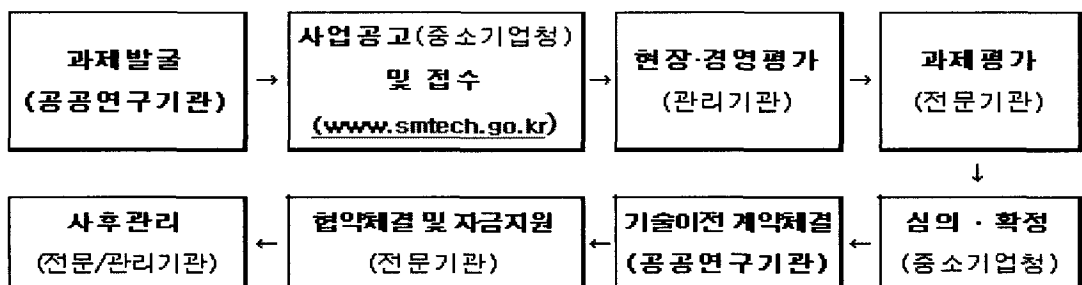 과제발굴
(공공연구기관)
→
사업공고(중소기업청)
및 접수
(www.smtech.go.kr)
→
현장·경영평가
(관리기관)
→
과제평가
(전문기관)
↓
심의 · 확정
(중소기업청)
←
기술이전 계약체결
(공공연구기관)
←
협약체결 및 자금지원
(전문기관)
←
사후관리
(전문/관리기관)